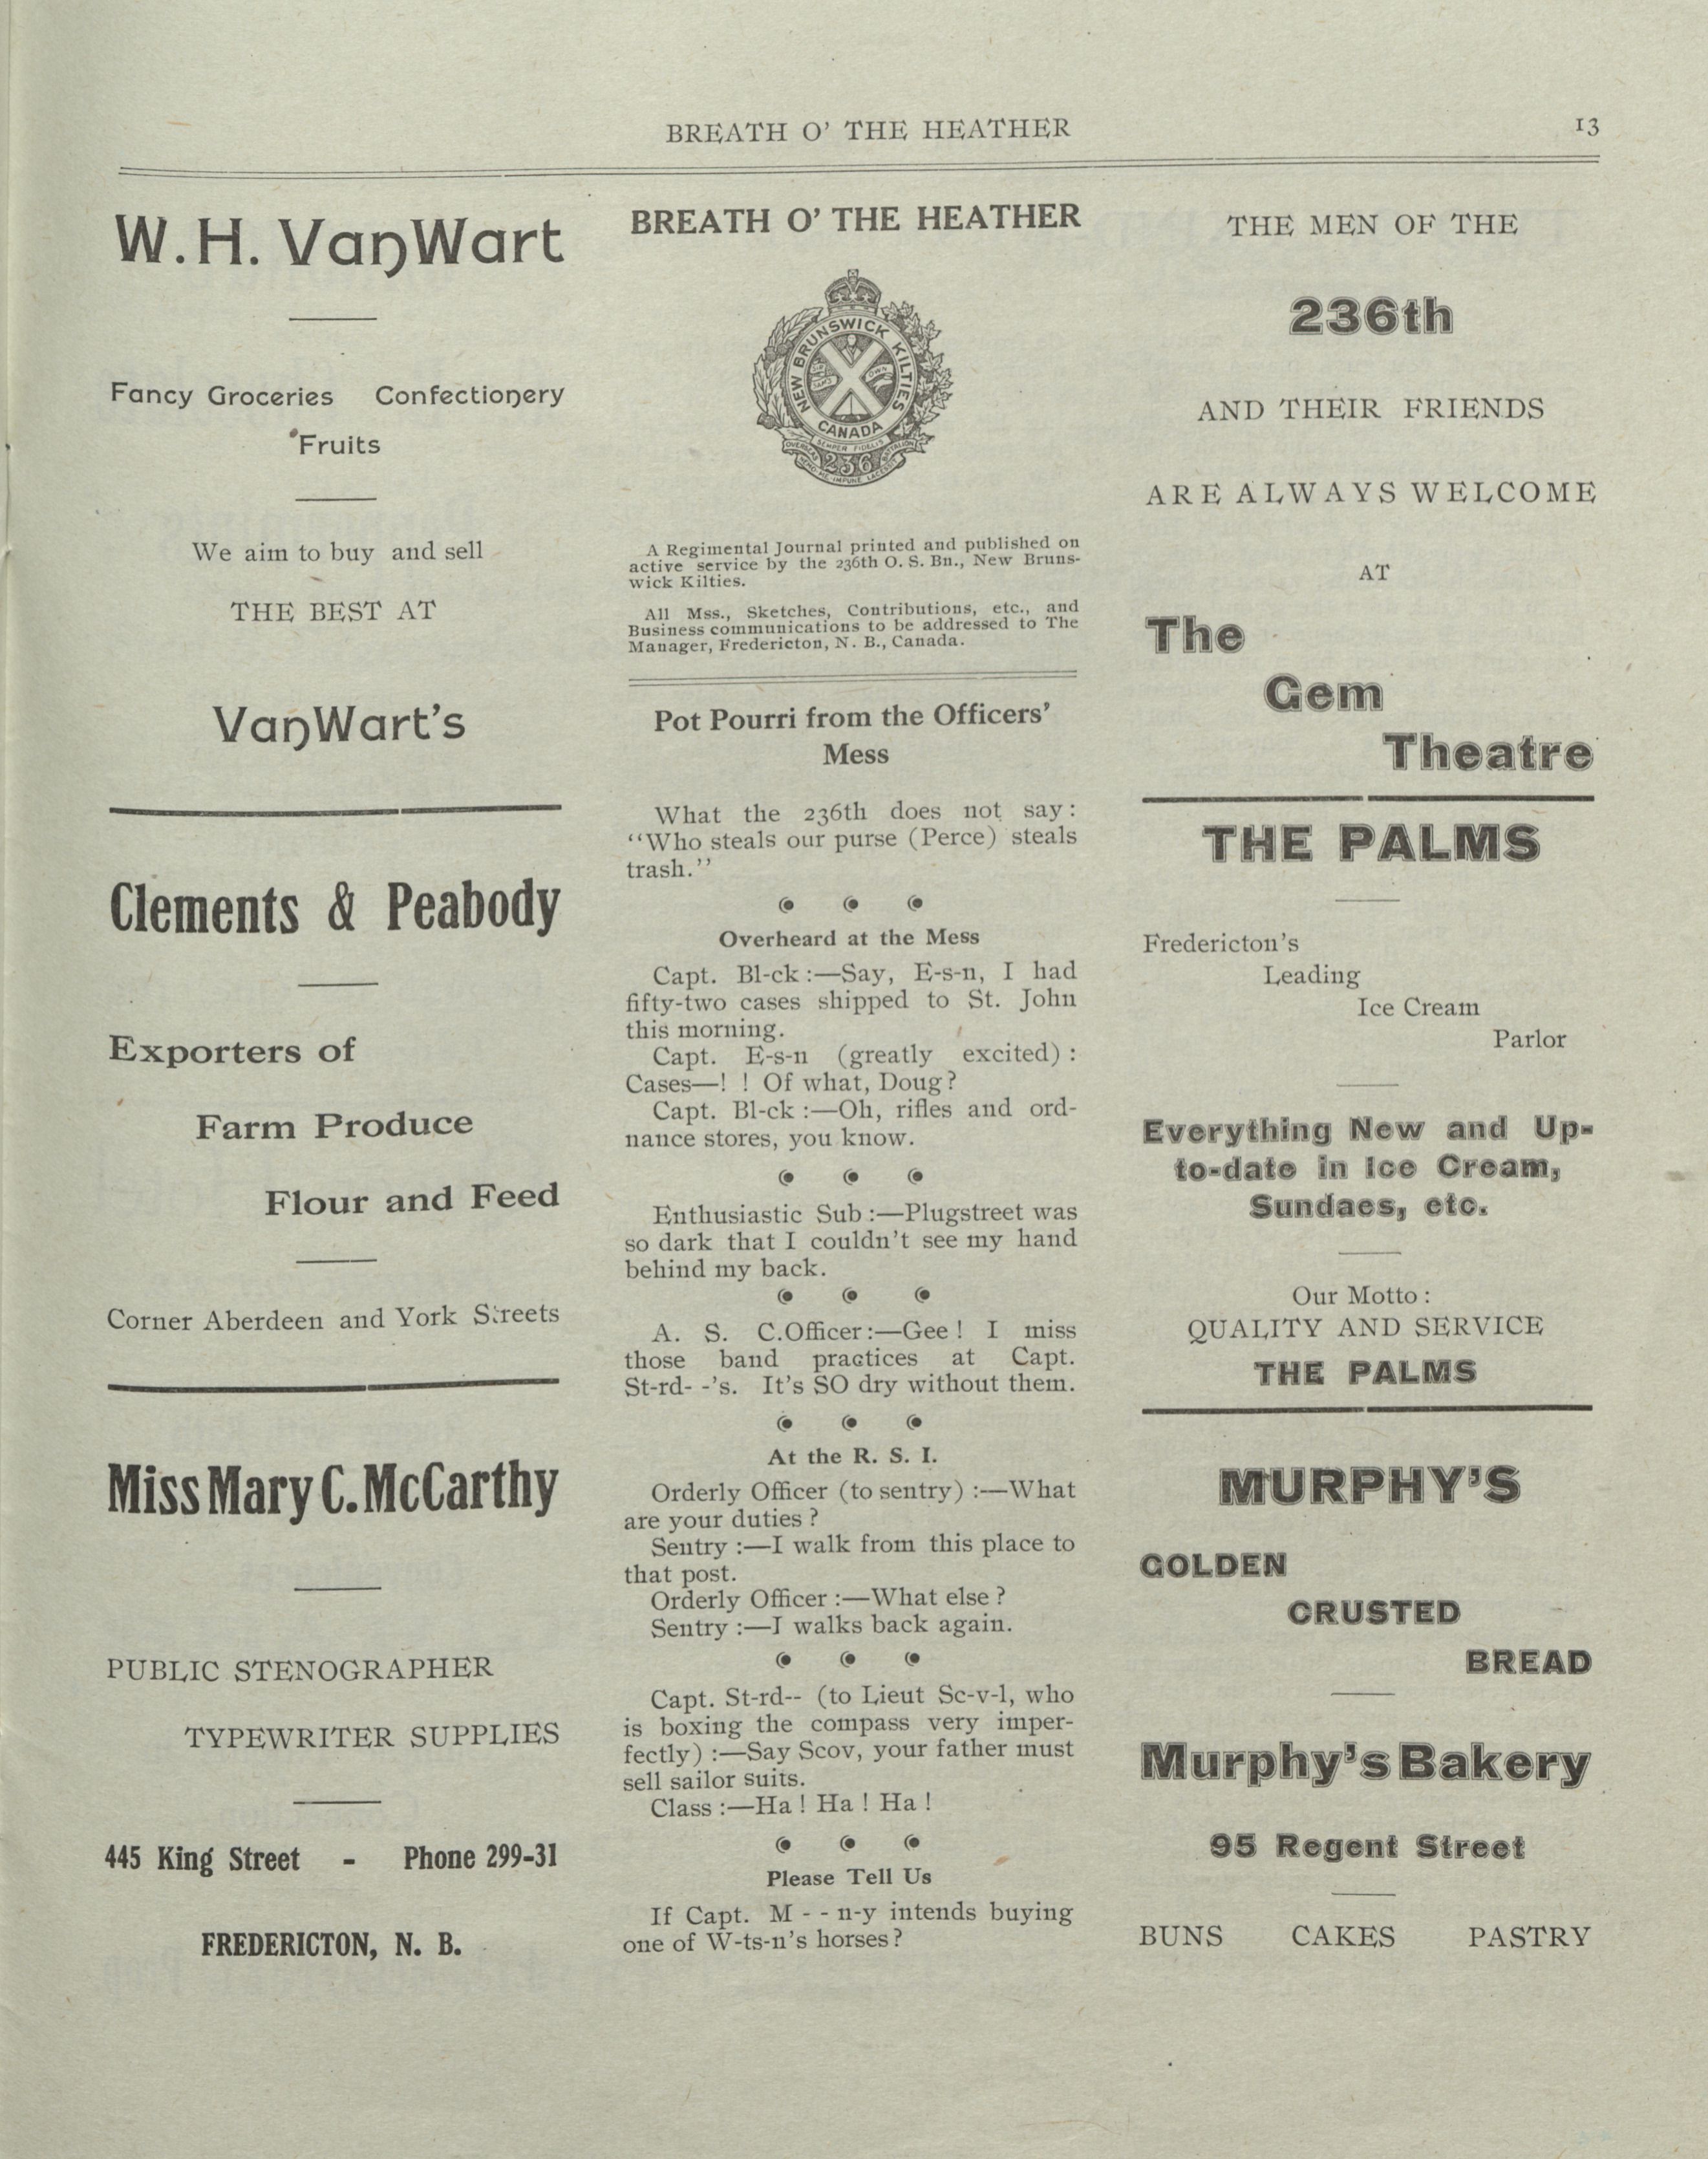 BREATH O' THE HEATHER
13
W. H. VanWart
Fancy Groceries Confectionery
Fruits
We aim to buy and sell
THE BEST AT
VanWart's
Clements & Peabody
Exporters of
Farm Produce
Flour and Feed
Corner Aberdeen and York Streets
Miss Mary C. McCarthy
PUBLIC STENOGRAPHER
TYPEWRITER SUPPLIES
445 King Street - Phone 299-31
FREDERICTON, N. B.
BREATH O' THE HEATHER
NEW BRUNSWICK KILTIES
CANADA
SEMPER FIDELIS
OVERSEAS 236 BATTALION
NEMO ME IMPUNE LACESSIT
A Regimental Journal printed and published on
active service by the 236th O. S. Bn., New Bruns-
wick Kilties.
All Mss., Sketches, Contributions, etc., and
Business communications to be addressed to The
Manager, Fredericton, N. B., Canada.
Pot Pourri from the Officers'
Mess
What the 236th does not say:
"Who steals our purse (Perce) steals
trash."
Overheard at the Mess
Capt. Bl-ck:—Say, E-s-n, I had
fifty-two cases shipped to St. John
this morning.
Capt. E-s-n (greatly excited):
Cases—! ! Of what, Doug?
Capt. Bl-ck:—Oh, rifles and ord-
nance stores, you know.
Enthusiastic Sub:—Plugstreet was
so dark that I couldn't see my hand
behind my back.
A. S. C.Officer:—Gee! I miss
those band practices at Capt.
St-rd- -'s. It's SO dry without them.
At the R. S. I.
Orderly Officer (to sentry):—What
are your duties?
Sentry:—I walk from this place to
that post.
Orderly Officer:—What else?
Sentry:—I walks back again.
Capt. St-rd-- (to Lieut Sc-v-l, who
is boxing the compass very imper-
fectly):—Say Scov, your father must
sell sailor suits.
Class:—Ha! Ha! Ha!
Please Tell Us
If Capt. M - - n-y intends buying
one of W-ts-n's horses?
THE MEN OF THE
236th
AND THEIR FRIENDS
ARE ALWAYS WELCOME
AT
The
Gem
Theatre
THE PALMS
Fredericton's
Leading
Ice Cream
Parlor
Everything New and Up-
to-date in Ice Cream,
Sundaes, etc.
Our Motto:
QUALITY AND SERVICE
THE PALMS
MURPHY'S
GOLDEN
CRUSTED
BREAD
Murphy's Bakery
95 Regent Street
BUNS CAKES PASTRY